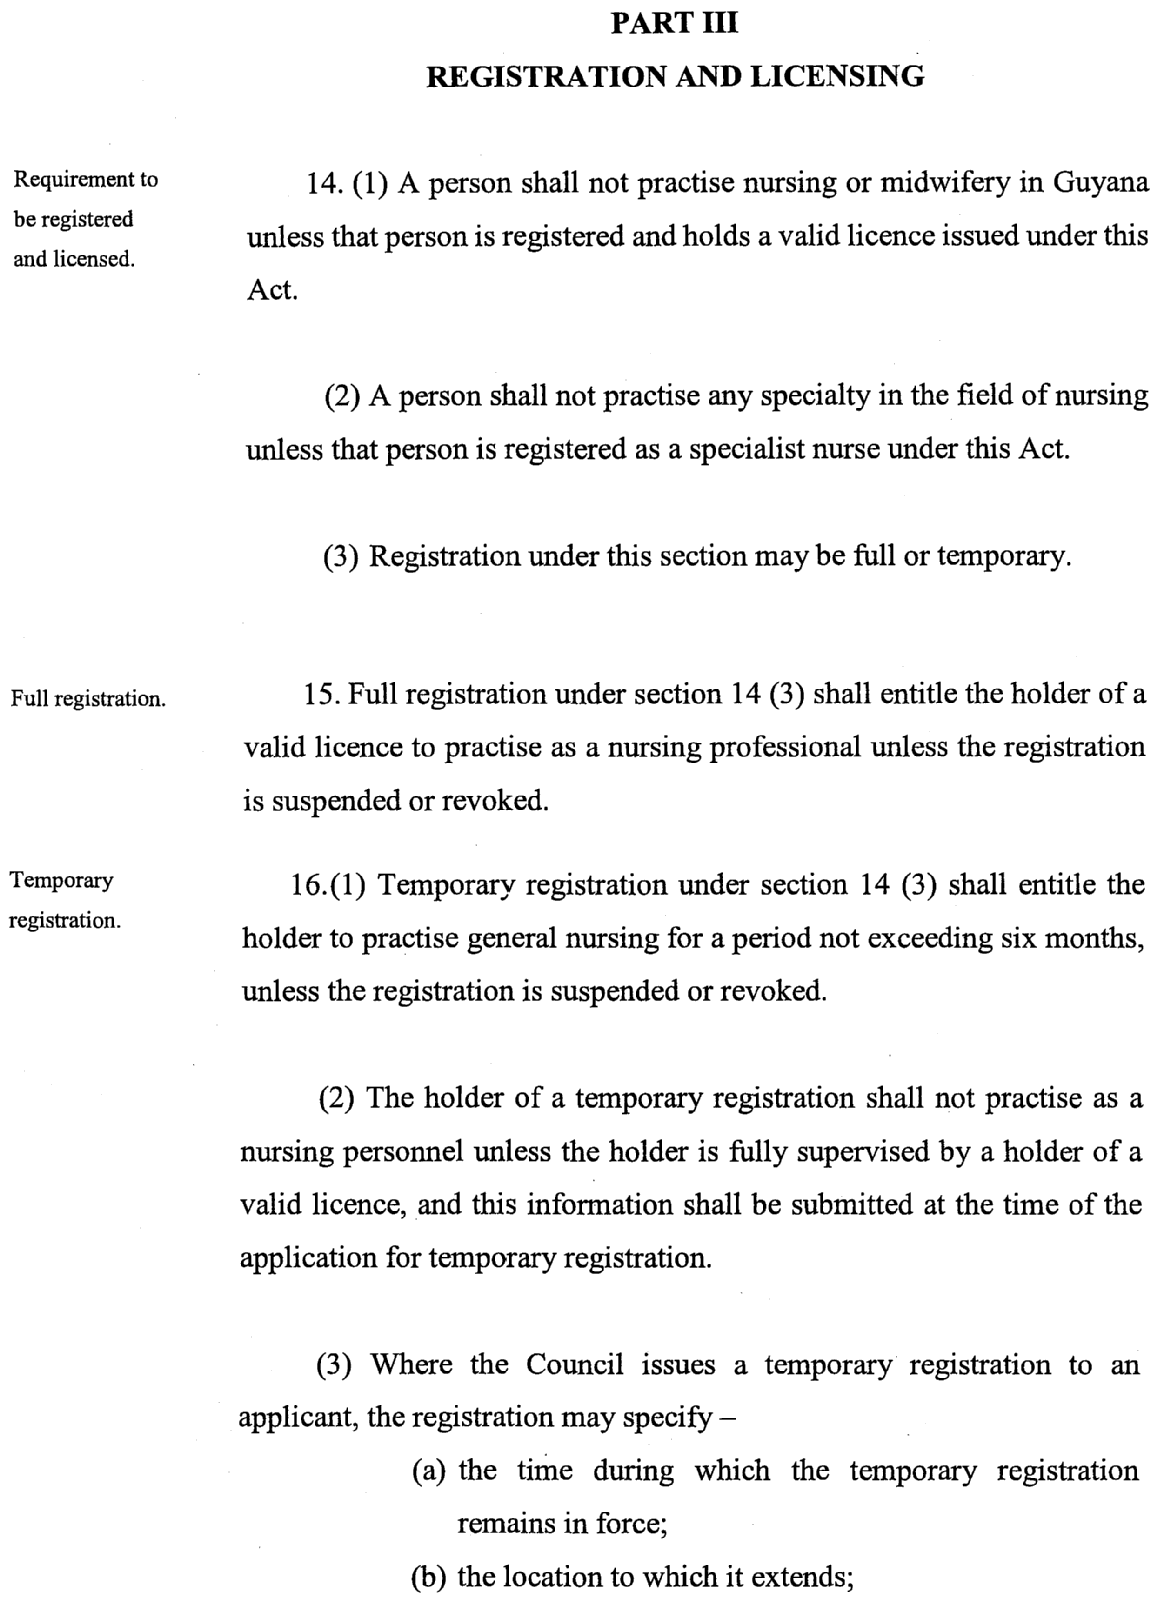 PART III
REGISTRATION AND LICENSING
Requirement to
be registered
and licensed.
14. (1) A person shall not practise nursing or midwifery in Guyana
unless that person is registered and holds a valid licence issued under this
Act.
(2) A person shall not practise any specialty in the field of nursing
unless that person is registered as a specialist nurse under this Act.
(3) Registration under this section may be full or temporary.
Full registration.
15. Full registration under section 14 (3) shall entitle the holder of a
valid licence to practise as a nursing professional unless the registration
is suspended or revoked.
Temporary
registration.
16.(1) Temporary registration under section 14 (3) shall entitle the
holder to practise general nursing for a period not exceeding six months,
unless the registration is suspended or revoked.
(2) The holder of a temporary registration shall not practise as a
nursing personnel unless the holder is fully supervised by a holder of a
valid licence, and this information shall be submitted at the time of the
application for temporary registration.
(3) Where the Council issues a temporary registration to an
applicant, the registration may specify –
(a) the time during which the temporary registration
remains in force;
(b) the location to which it extends;